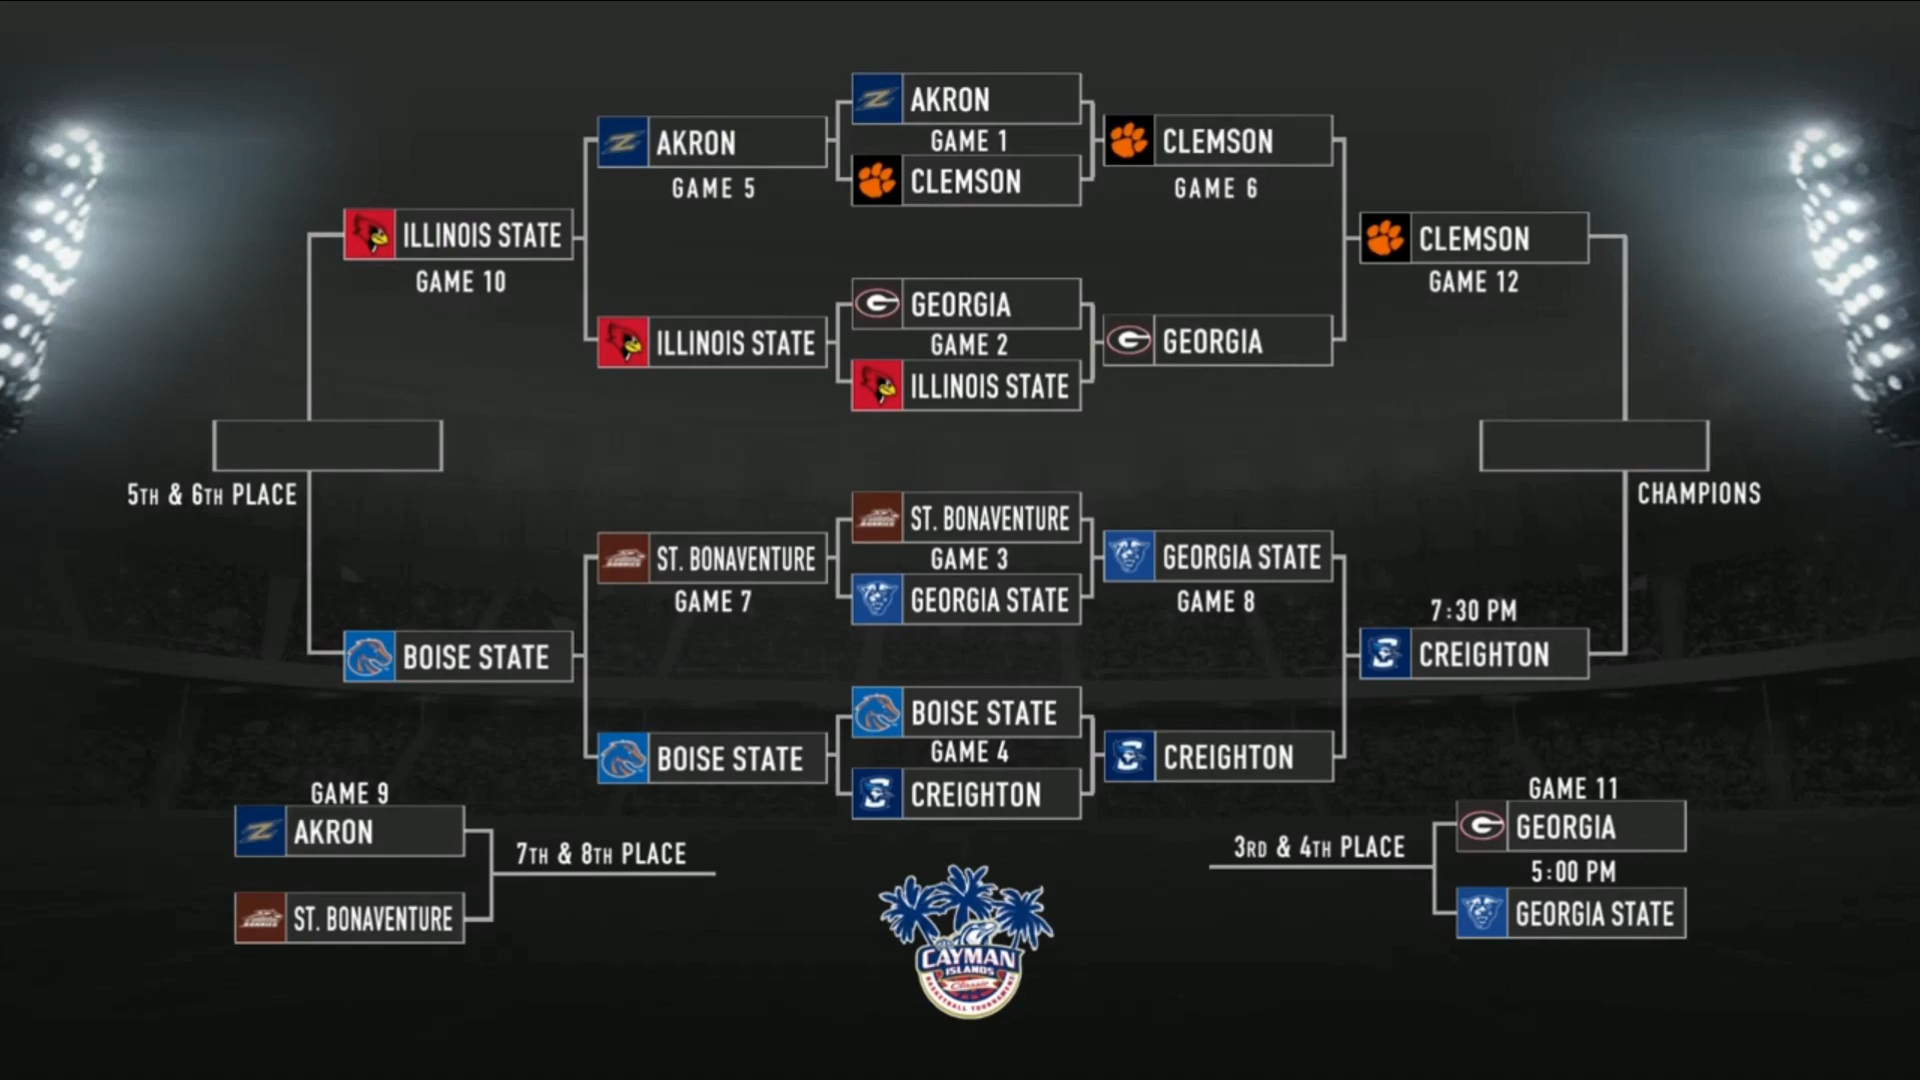 AKRON
GAME 1
CLEMSON
AKRON
GAME 5
CLEMSON
GAME 6
ILLINOIS STATE
GAME 10
CLEMSON
GAME 12
GEORGIA
GAME 2
ILLINOIS STATE
ILLINOIS STATE
GEORGIA
5TH & 6TH PLACE
CHAMPIONS
ST. BONAVENTURE
GAME 3
GEORGIA STATE
ST. BONAVENTURE
GAME 7
GEORGIA STATE
GAME 8
BOISE STATE
7:30 PM
CREIGHTON
BOISE STATE
GAME 4
CREIGHTON
BOISE STATE
CREIGHTON
GAME 9
AKRON
ST. BONAVENTURE
7TH & 8TH PLACE
3RD & 4TH PLACE
GAME 11
GEORGIA
5:00 PM
GEORGIA STATE
CAYMAN
ISLANDS
Classic
BASKETBALL TOURNAMENT